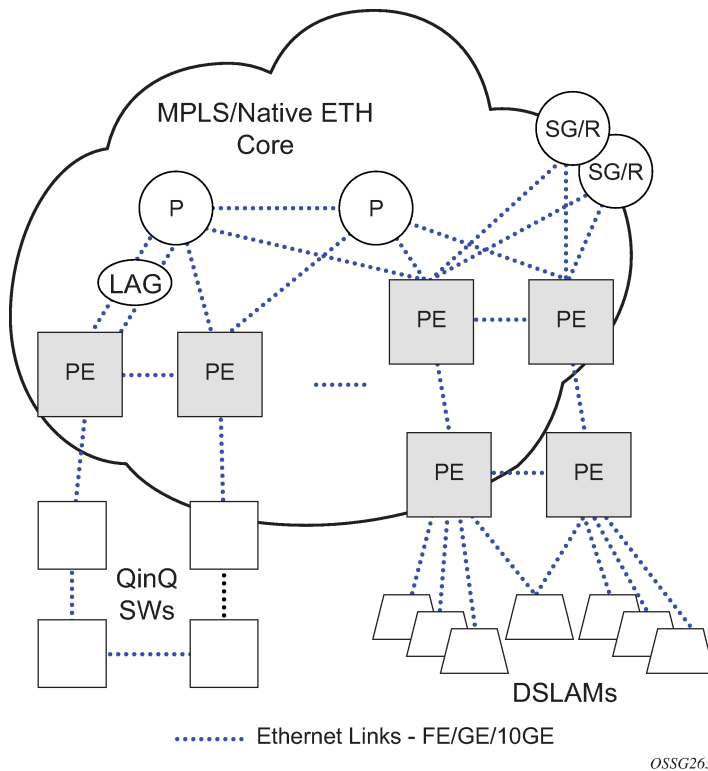 MPLS/Native ETH
Core
SG/R
SG/R
P
P
LAG
PE
PE
PE
PE
PE
PE
QinQ
SWs
DSLAMs
Ethernet Links - FE/GE/10GE